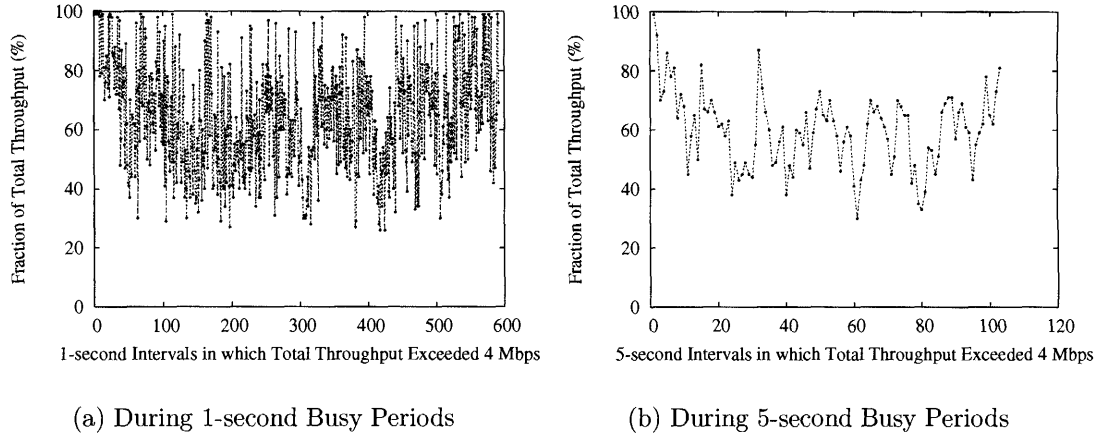 100
80
60
40
20
0
Fraction of Total Throughput (%)
0 100 200 300 400 500 600
1-second Intervals in which Total Throughput Exceeded 4 Mbps
(a) During 1-second Busy Periods
100
80
60
40
20
0
Fraction of Total Throughput (%)
0 20 40 60 80 100 120
5-second Intervals in which Total Throughput Exceeded 4 Mbps
(b) During 5-second Busy Periods